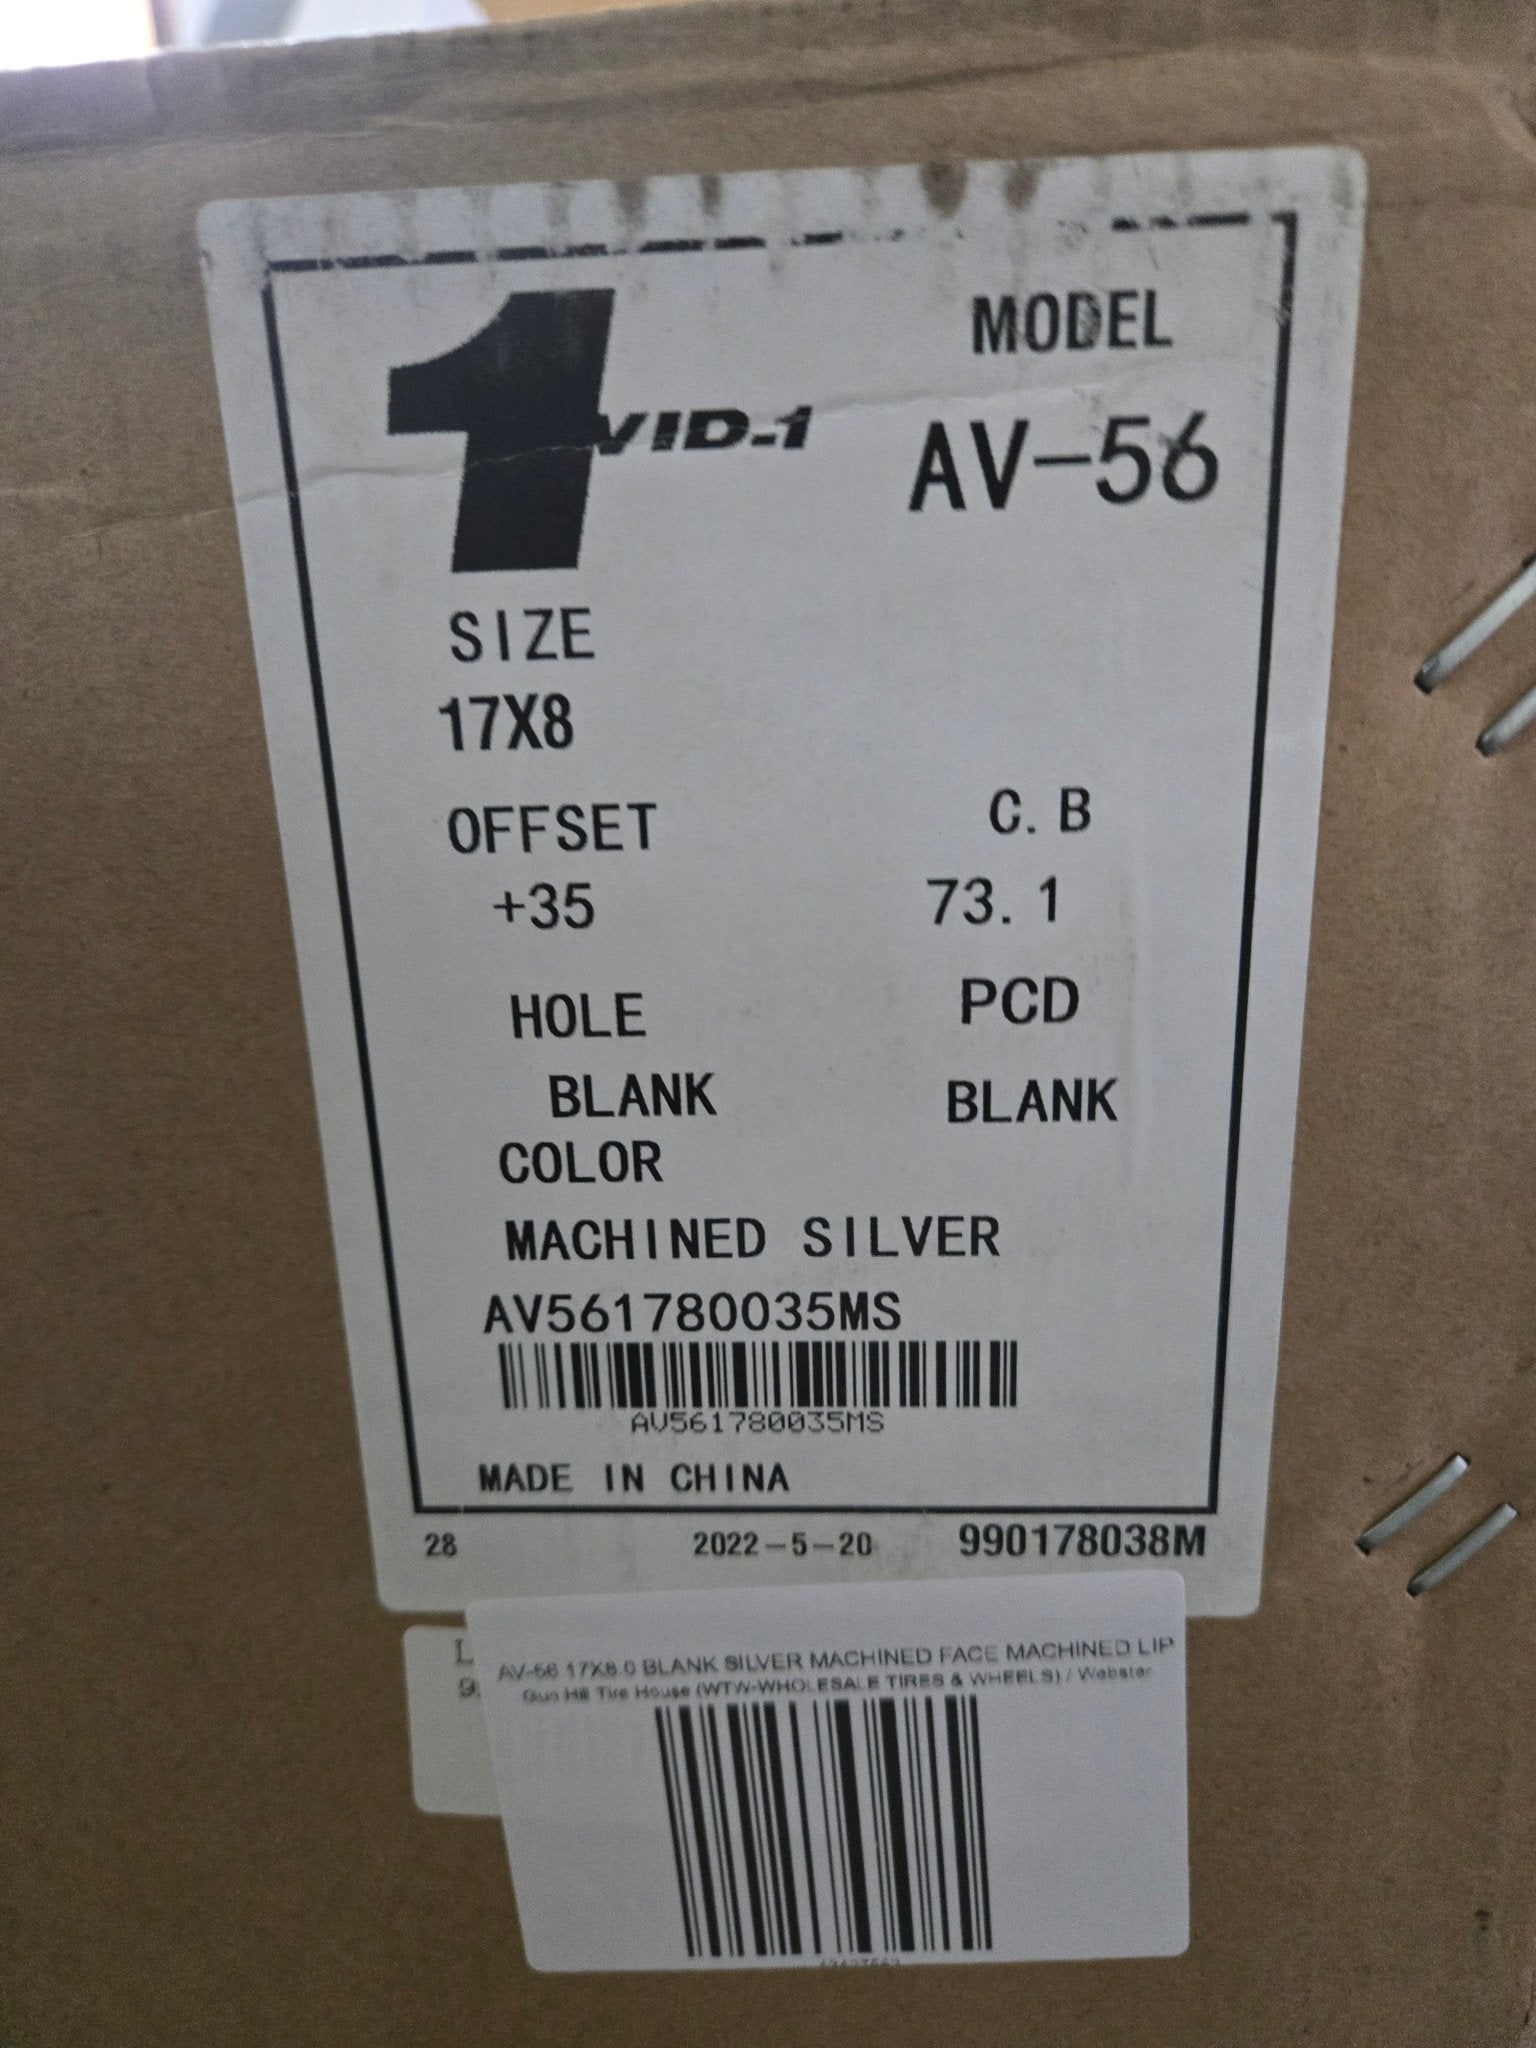 1VID-1
MODEL
AV-56
SIZE
17X8
OFFSET
C.B
+35
73.1
HOLE
PCD
BLANK
BLANK
COLOR
MACHINED SILVER
AV561780035MS
AV561780035MS
MADE IN CHINA
28
2022-5-20
990178038M
L
9
AV-56 17X8.0 BLANK SILVER MACHINED FACE MACHINED LIP
Gun Hill Tire House (WTW-WHOLESALE TIRES & WHEELS) / Webster